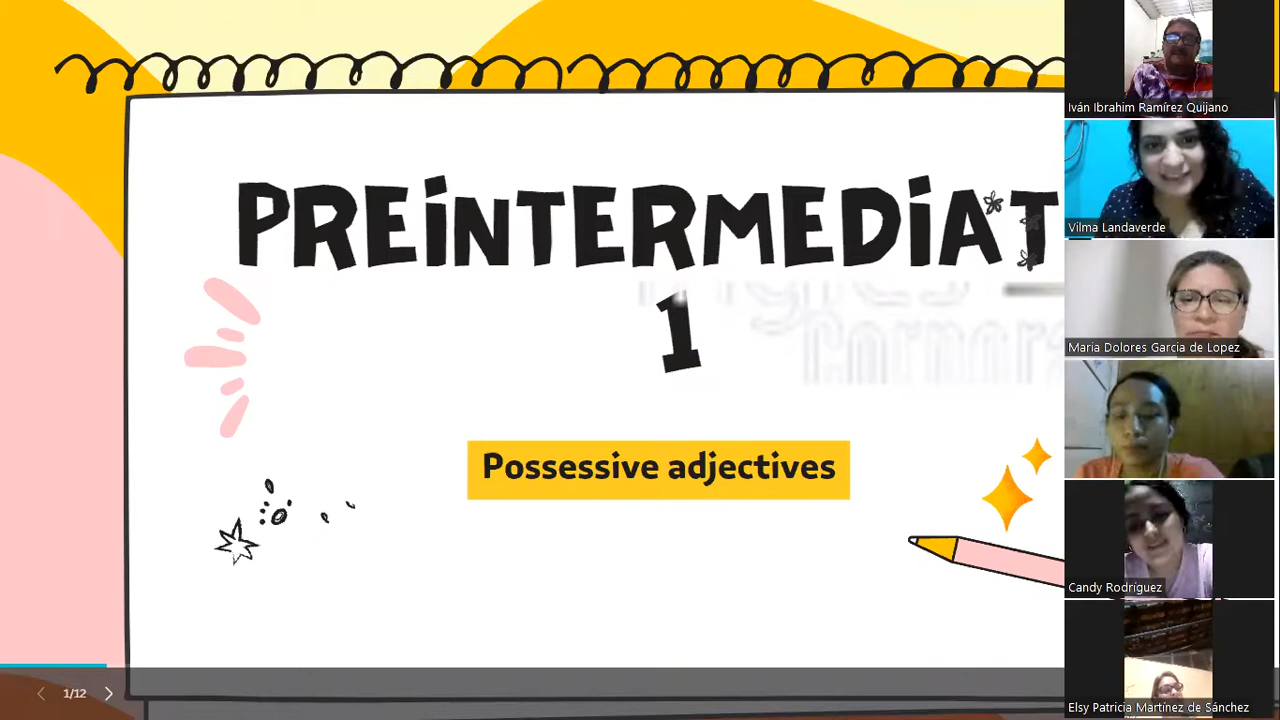 PREiNTERMEDiAT
1
Possessive adjectives
1/12
Iván Ibrahim Ramírez Quijano
Vilma Landaverde
Maria Dolores Garcia de Lopez
Candy Rodríguez
Elsy Patricia Martínez de Sánchez